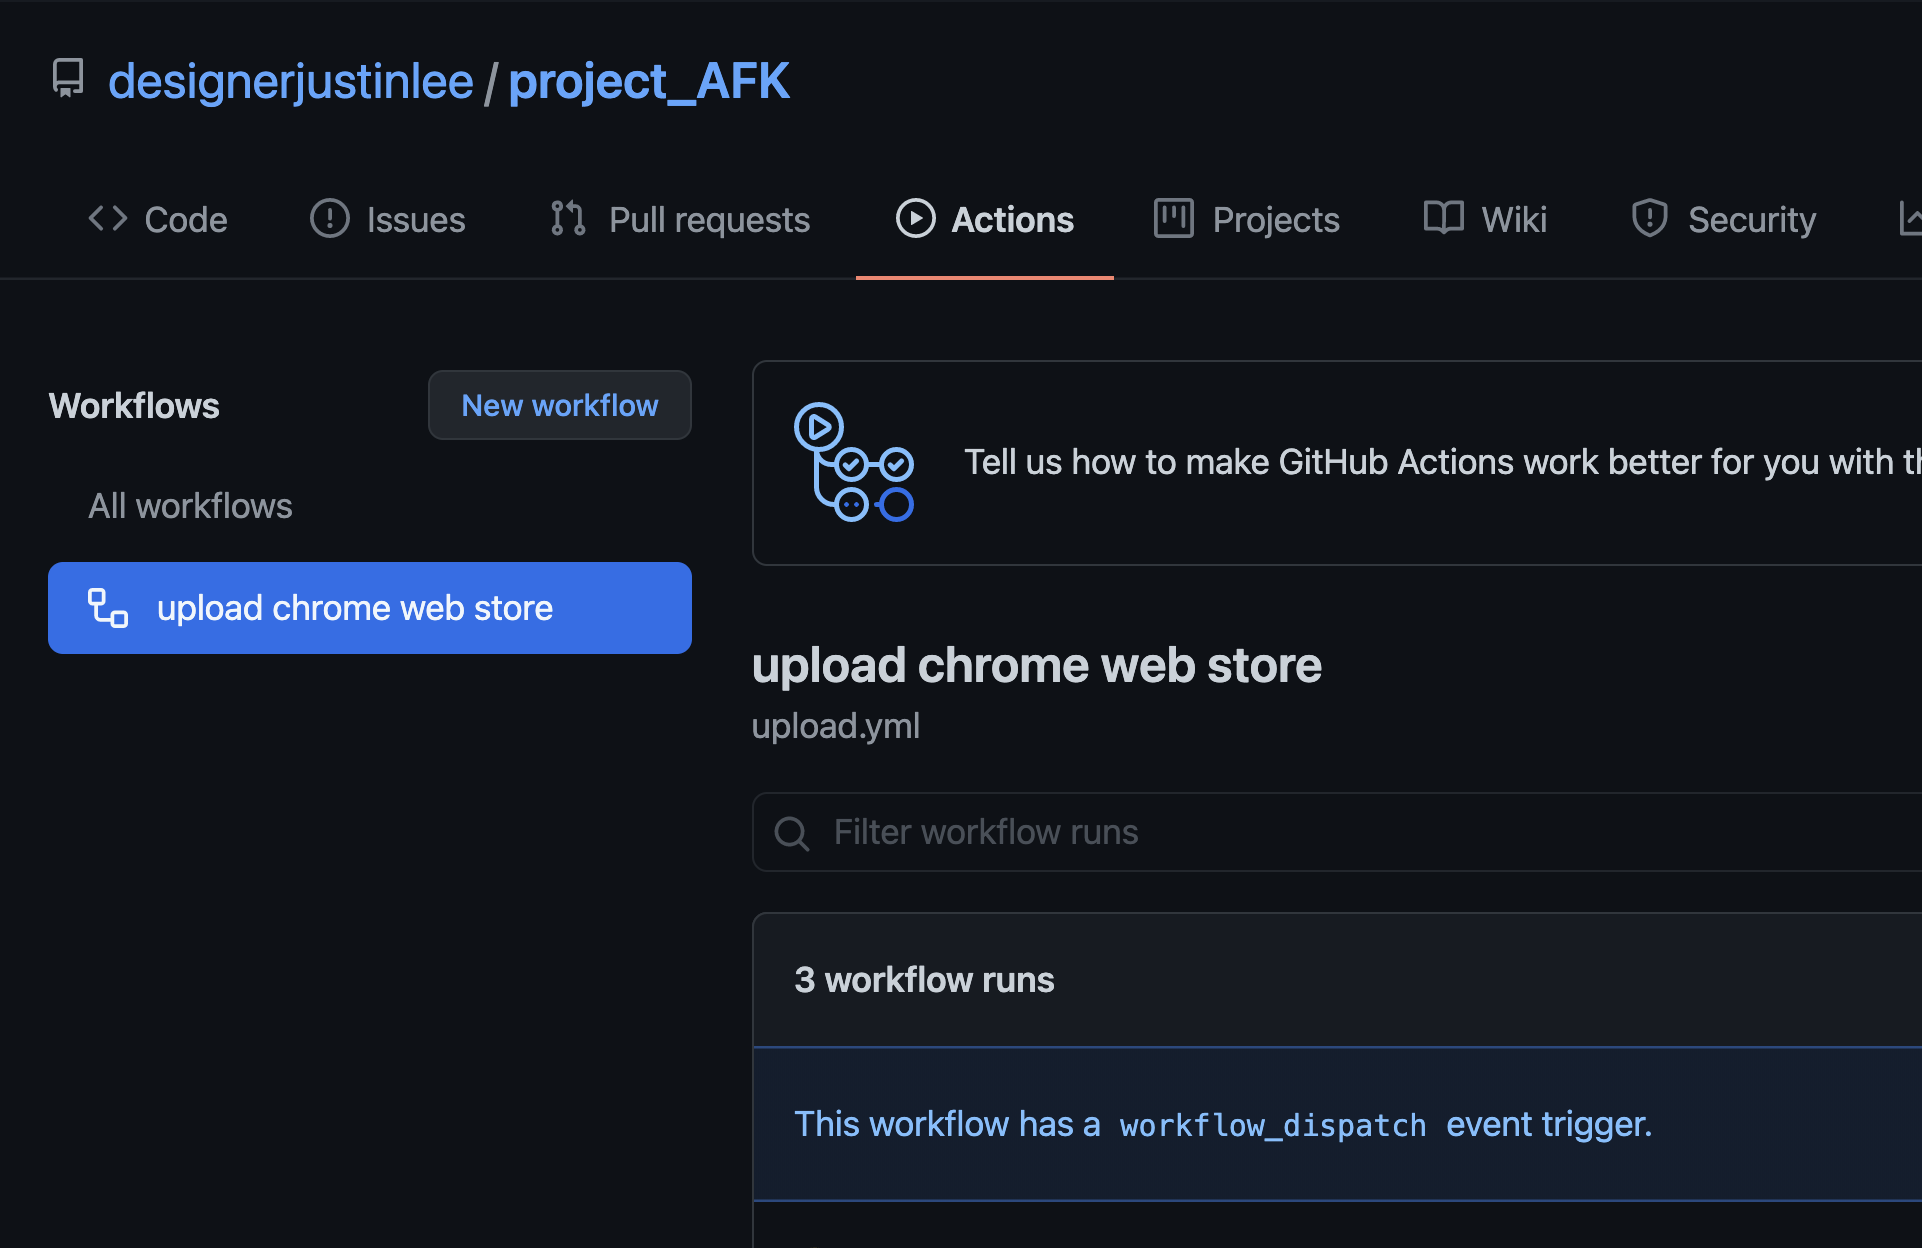 designerjustinlee / project_AFK
Code Issues Pull requests Actions Projects Wiki Security
Workflows
New workflow
All workflows
upload chrome web store
Tell us how to make GitHub Actions work better for you with
upload chrome web store
upload.yml
Filter workflow runs
3 workflow runs
This workflow has a workflow_dispatch event trigger.